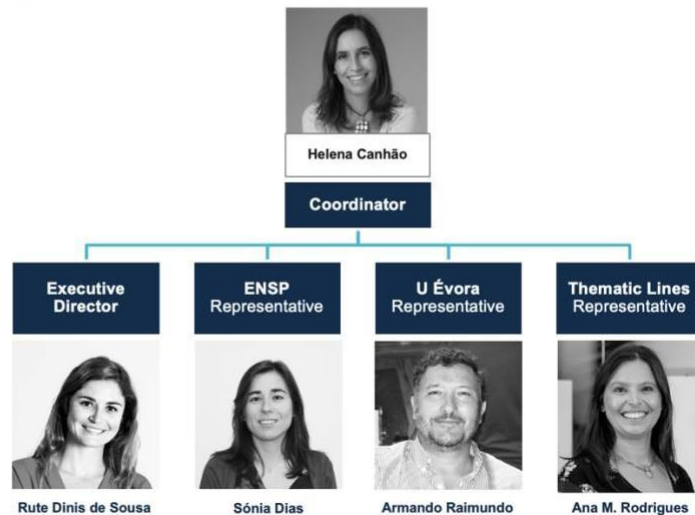 Helena Canhão
Coordinator
Executive
Director
ENSP
Representative
U Évora
Representative
Thematic Lines
Representative
Rute Dinis de Sousa
Sónia Dias
Armando Raimundo
Ana M. Rodrigues